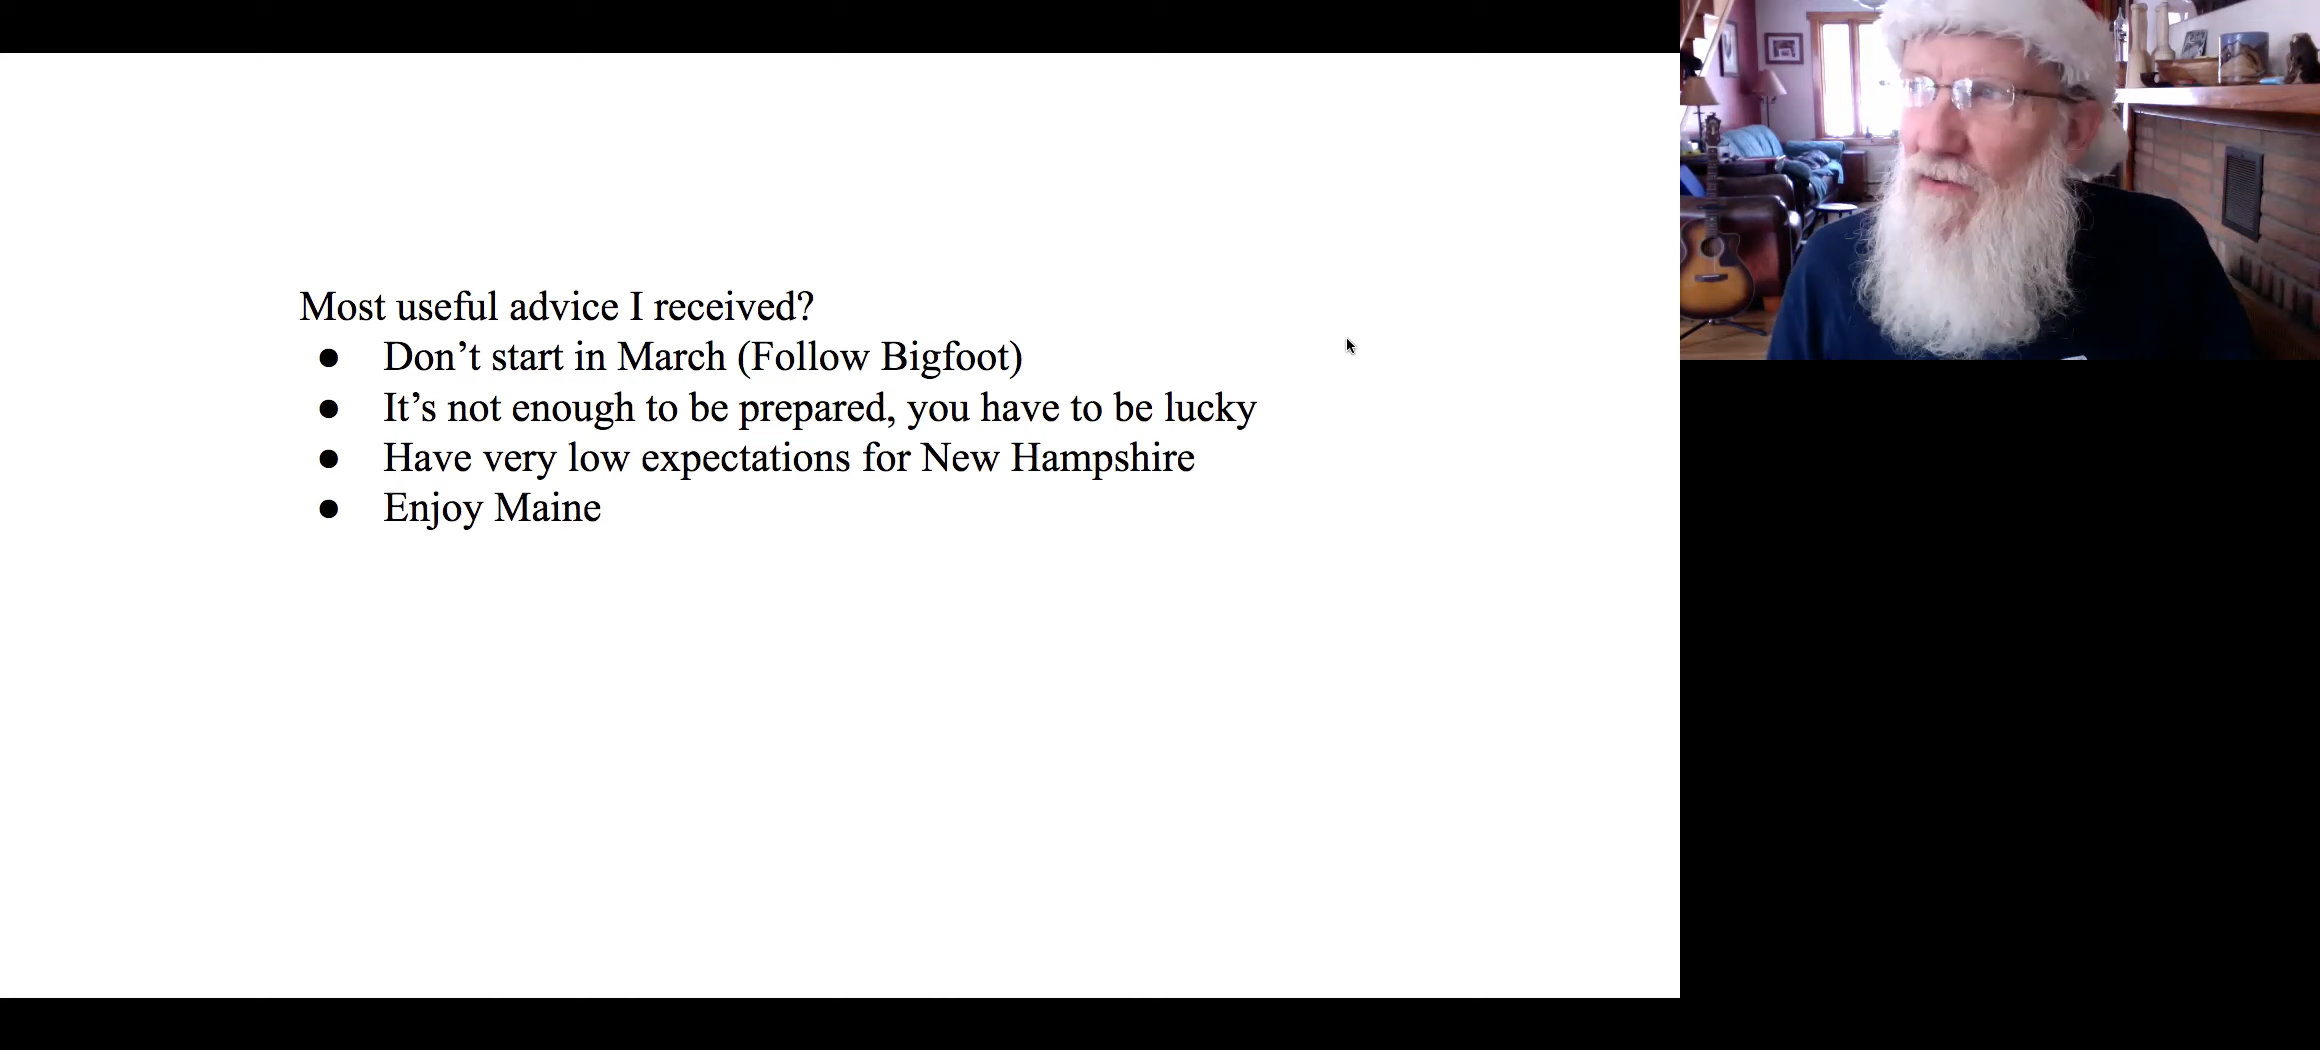 Most useful advice I received?
● Don’t start in March (Follow Bigfoot)
● It’s not enough to be prepared, you have to be lucky
● Have very low expectations for New Hampshire
● Enjoy Maine